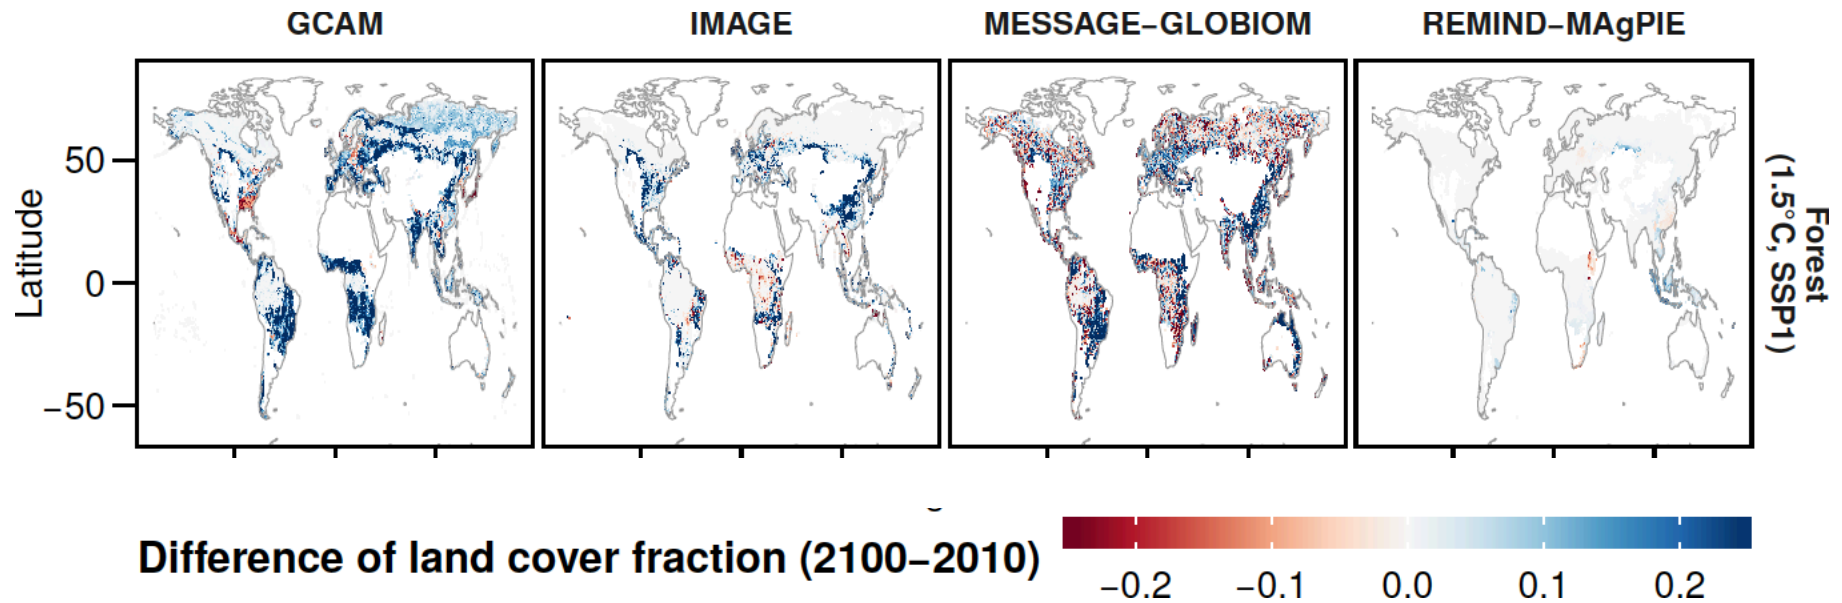 GCAM
IMAGE
MESSAGE−GLOBIOM
REMIND−MAgPIE
50
0
−50
Latitude
Forest
(1.5°C, SSP1)
Difference of land cover fraction (2100−2010)
−0.2
−0.1
0.0
0.1
0.2